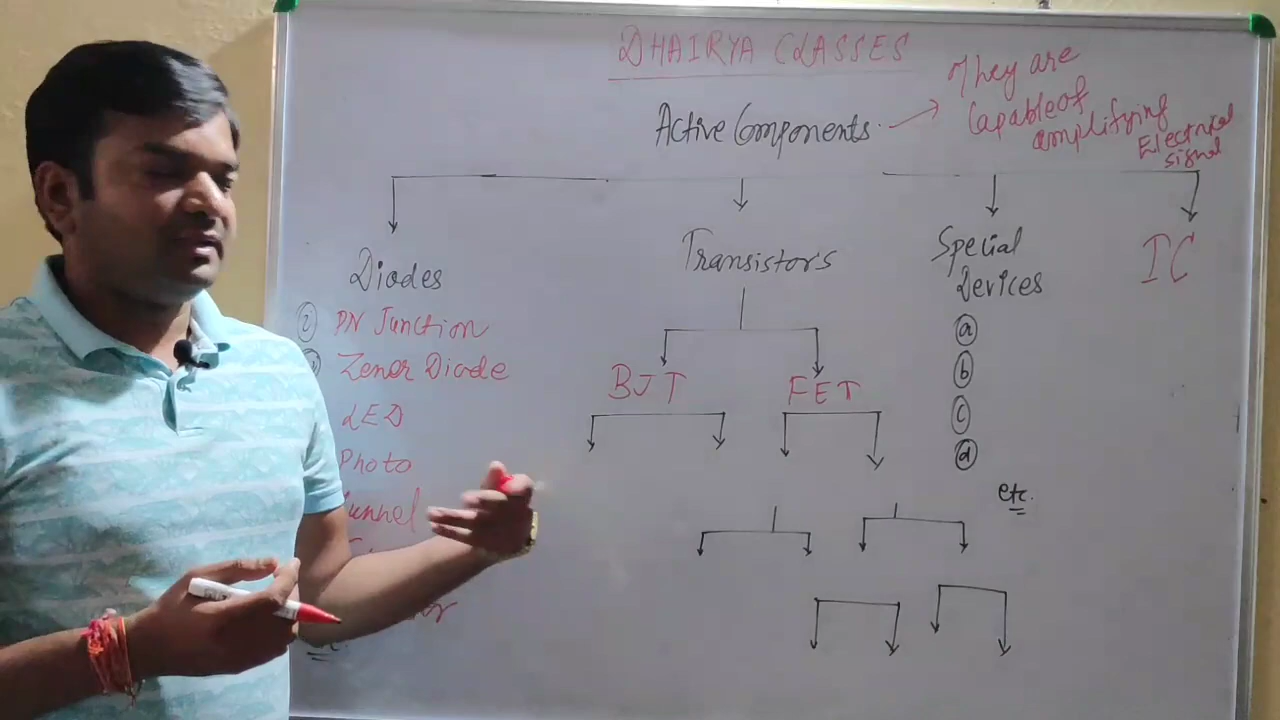 DHAIRYA CLASSES
Active Components
They are
Capable of
amplifying
Electrical
signal
Diodes
(i) PN Junction
Zener Diode
LED
Photo
Tunnel
etc.
Transistors
BJT
FET
Special
Devices
(a)
(b)
(c)
(d)
etc.
IC